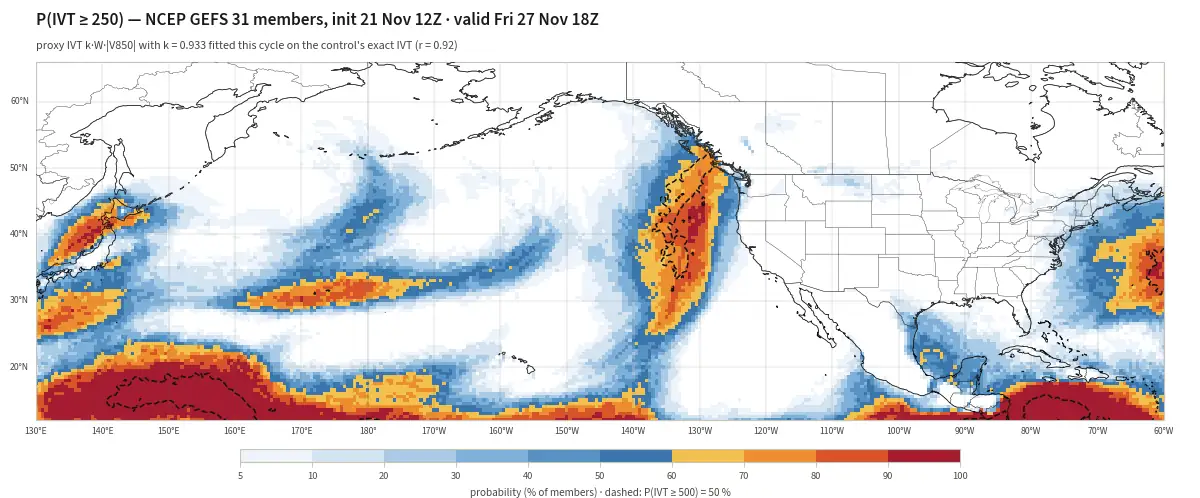 P(IVT ≥ 250) — NCEP GEFS 31 members, init 21 Nov 12Z · valid Fri 27 Nov 18Z
proxy IVT k·W·|V850| with k = 0.933 fitted this cycle on the control's exact IVT (r = 0.92)
60°N
50°N
40°N
30°N
20°N
130°E 140°E 150°E 160°E 170°E 180° 170°W 160°W 150°W 140°W 130°W 120°W 110°W 100°W 90°W 80°W 70°W 60°W
5 10 20 30 40 50 60 70 80 90 100
probability (% of members) · dashed: P(IVT ≥ 500) = 50 %